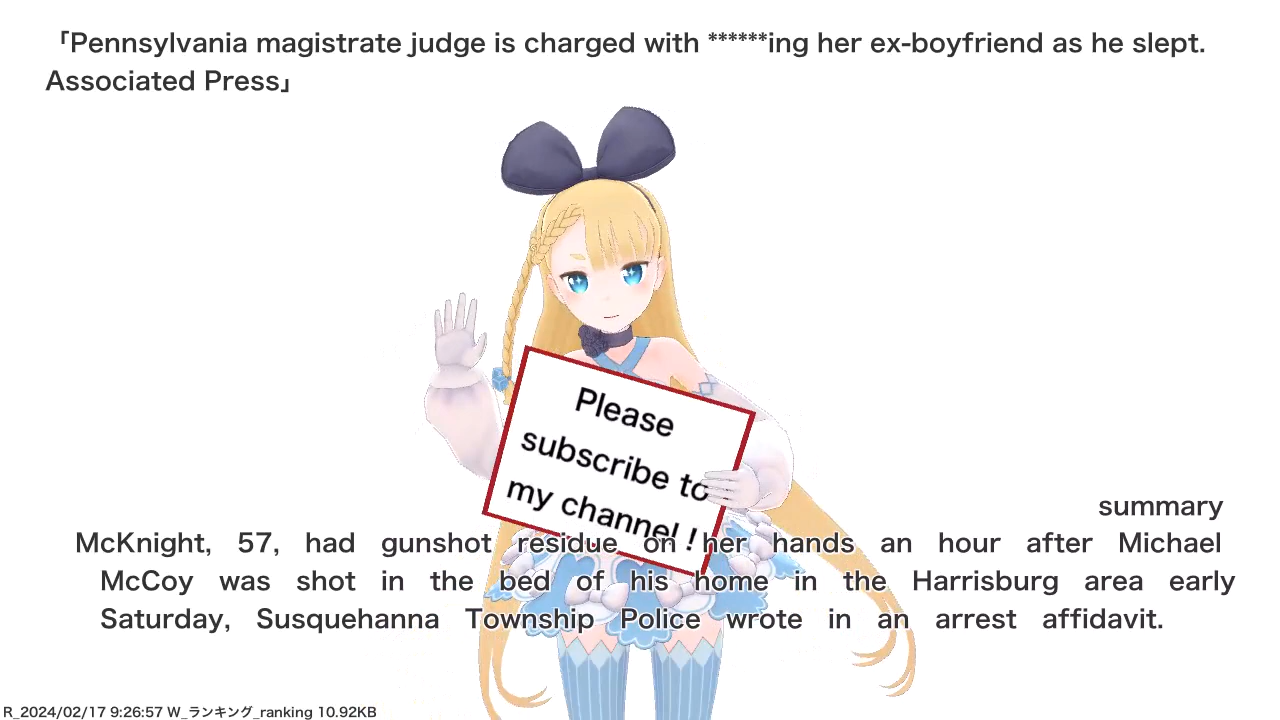 「Pennsylvania magistrate judge is charged with ******ing her ex-boyfriend as he slept.
Associated Press」
Please
subscribe to
my channel !
summary
McKnight, 57, had gunshot residue on her hands an hour after Michael
McCoy was shot in the bed of his home in the Harrisburg area early
Saturday, Susquehanna Township Police wrote in an arrest affidavit.
R_2024/02/17 9:26:57 W_ランキング_ranking 10.92KB